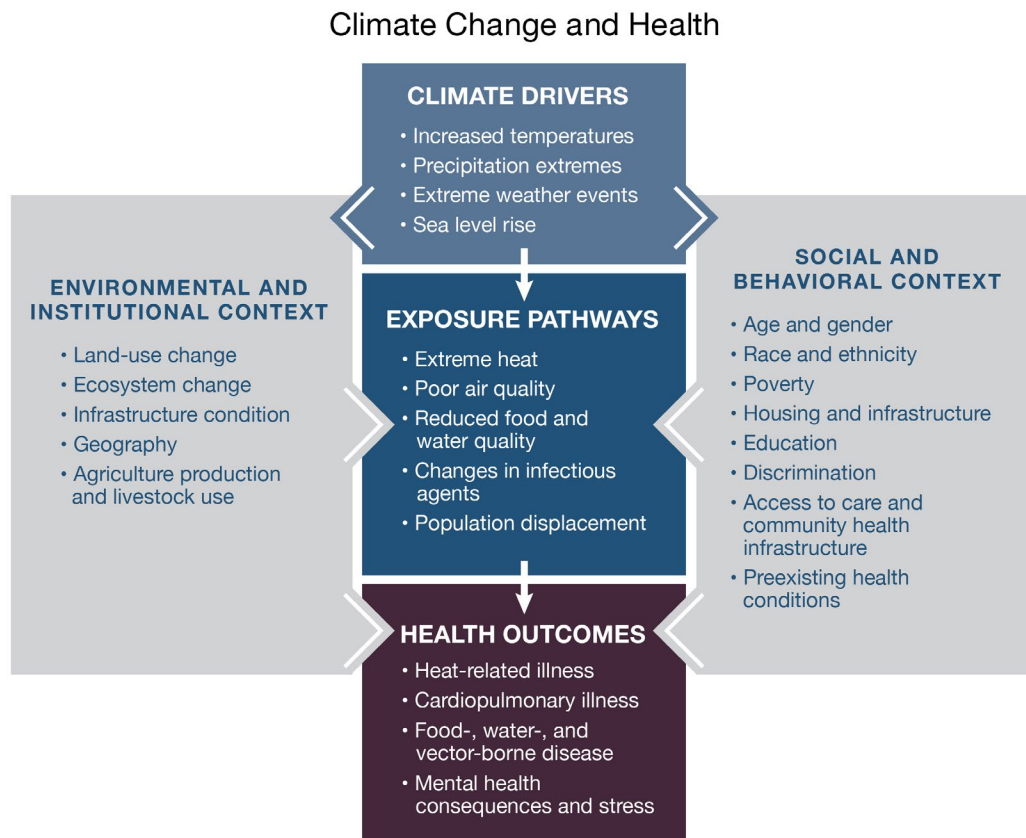 Climate Change and Health
CLIMATE DRIVERS
• Increased temperatures
• Precipitation extremes
• Extreme weather events
• Sea level rise
ENVIRONMENTAL AND
INSTITUTIONAL CONTEXT
• Land-use change
• Ecosystem change
• Infrastructure condition
• Geography
• Agriculture production
and livestock use
EXPOSURE PATHWAYS
• Extreme heat
• Poor air quality
• Reduced food and
water quality
• Changes in infectious
agents
• Population displacement
SOCIAL AND
BEHAVIORAL CONTEXT
• Age and gender
• Race and ethnicity
• Poverty
• Housing and infrastructure
• Education
• Discrimination
• Access to care and
community health
infrastructure
• Preexisting health
conditions
HEALTH OUTCOMES
• Heat-related illness
• Cardiopulmonary illness
• Food-, water-, and
vector-borne disease
• Mental health
consequences and stress